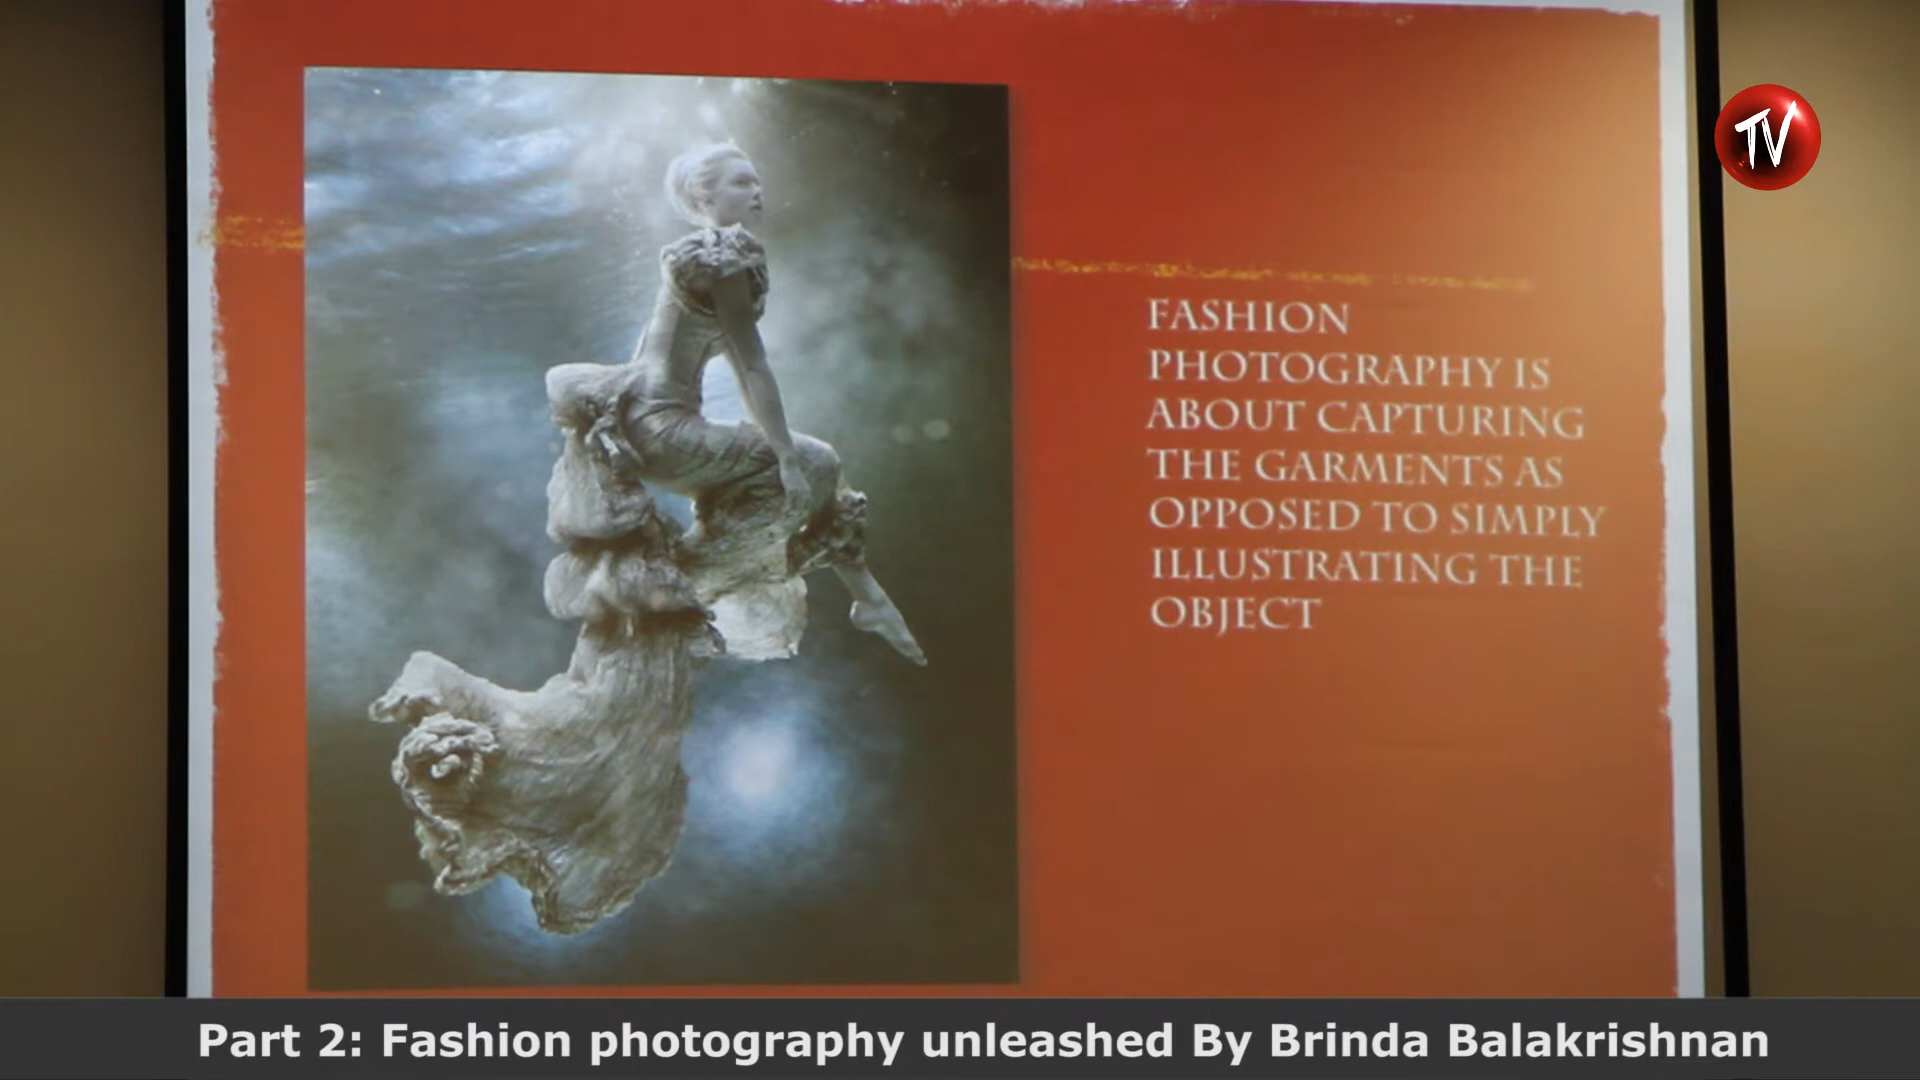 TV
FASHION
PHOTOGRAPHY IS
ABOUT CAPTURING
THE GARMENTS AS
OPPOSED TO SIMPLY
ILLUSTRATING THE
OBJECT
Part 2: Fashion photography unleashed By Brinda Balakrishnan